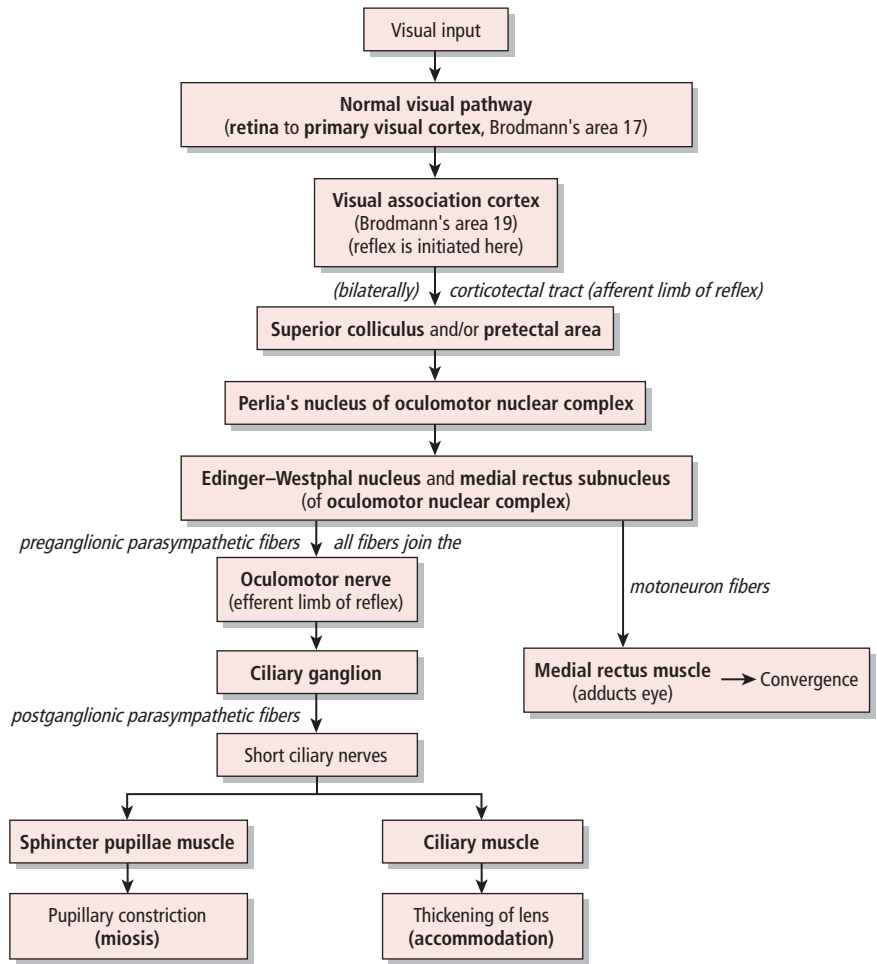 Visual input
Normal visual pathway
(retina to primary visual cortex, Brodmann's area 17)
Visual association cortex
(Brodmann's area 19)
(reflex is initiated here)
(bilaterally) corticotectal tract (afferent limb of reflex)
Superior colliculus and/or pretectal area
Perlia's nucleus of oculomotor nuclear complex
Edinger–Westphal nucleus and medial rectus subnucleus
(of oculomotor nuclear complex)
preganglionic parasympathetic fibers all fibers join the
Oculomotor nerve
(efferent limb of reflex)
motoneuron fibers
Ciliary ganglion
Medial rectus muscle
(adducts eye)
Convergence
postganglionic parasympathetic fibers
Short ciliary nerves
Sphincter pupillae muscle
Ciliary muscle
Pupillary constriction
(miosis)
Thickening of lens
(accommodation)